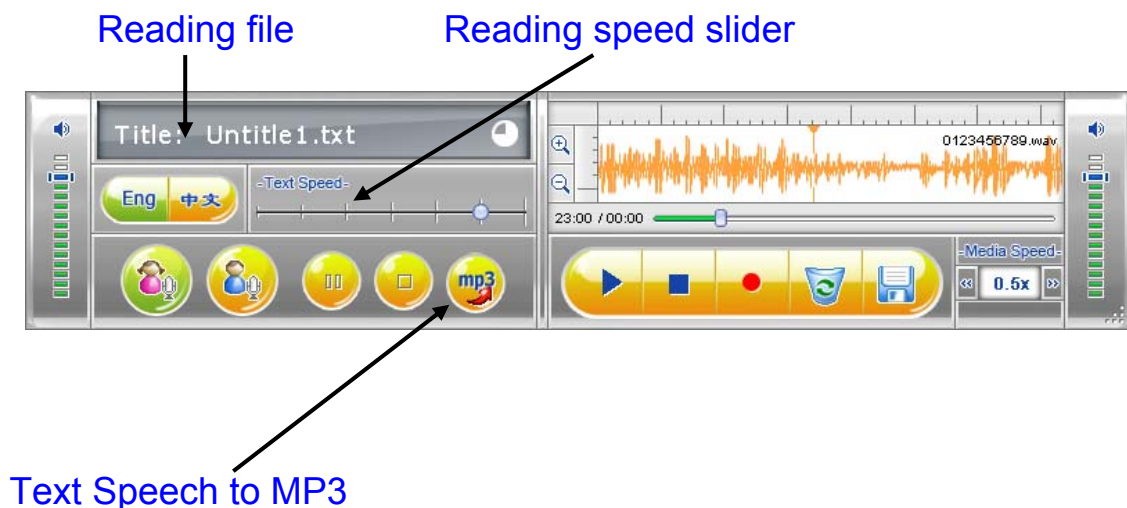 Reading file
Reading speed slider
Title: Untitle1.txt
0123456789.wav
Eng 中文
-Text Speed-
23:00 / 00:00
mp3
-Media Speed-
0.5x
Text Speech to MP3